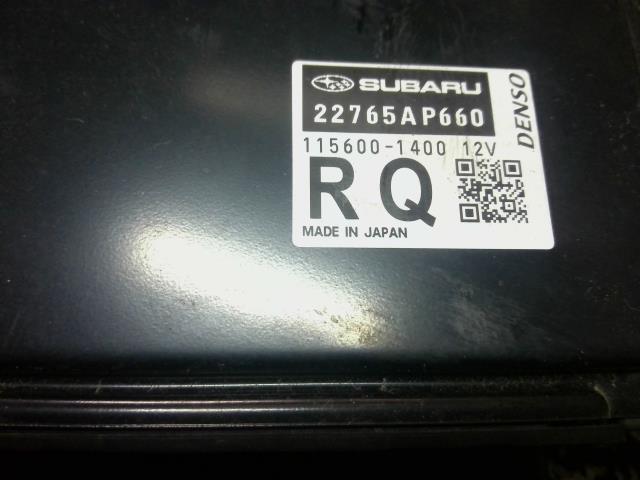 SUBARU
22765AP660
DENSO
115600-1400 12V
RQ
MADE IN JAPAN